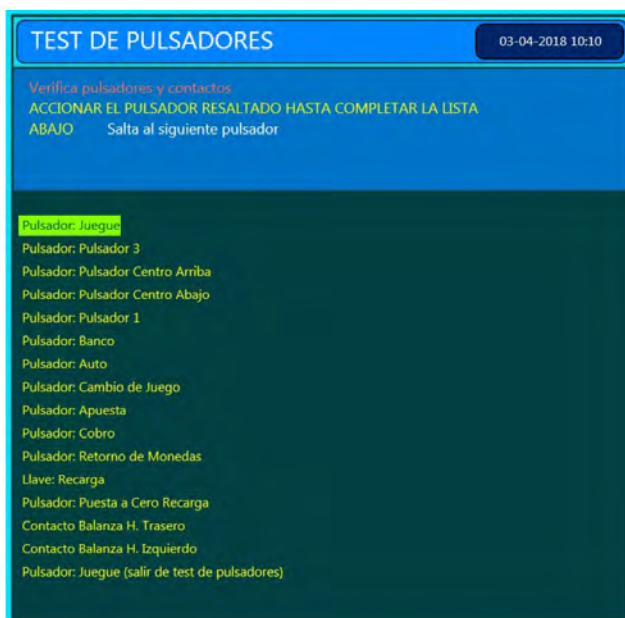 TEST DE PULSADORES
03-04-2018 10:10
Verifica pulsadores y contactos
ACCIONAR EL PULSADOR RESALTADO HASTA COMPLETAR LA LISTA
ABAJO Salta al siguiente pulsador
Pulsador: Juegue
Pulsador: Pulsador 3
Pulsador: Pulsador Centro Arriba
Pulsador: Pulsador Centro Abajo
Pulsador: Pulsador 1
Pulsador: Banco
Pulsador: Auto
Pulsador: Cambio de Juego
Pulsador: Apuesta
Pulsador: Cobro
Pulsador: Retorno de Monedas
Llave: Recarga
Pulsador: Puesta a Cero Recarga
Contacto Balanza H. Trasero
Contacto Balanza H. Izquierdo
Pulsador: Juegue (salir de test de pulsadores)